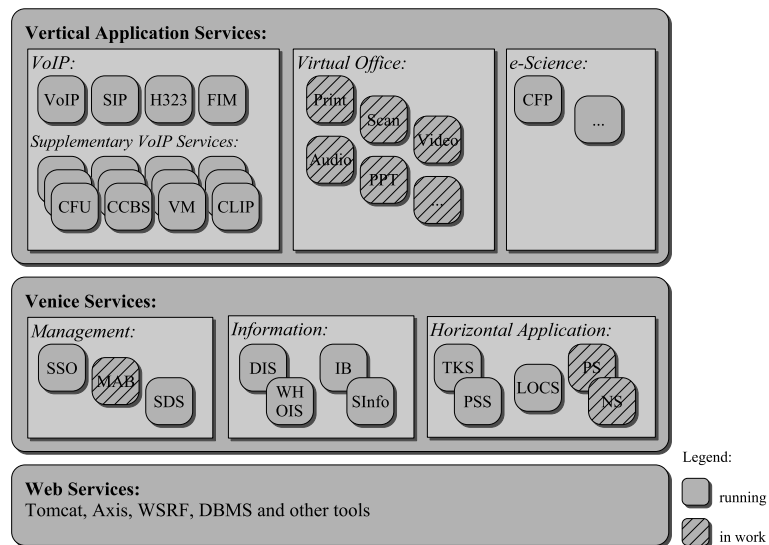 Vertical Application Services:
VoIP:
VoIP SIP H323 FIM
Supplementary VoIP Services:
CFU CCBS VM CLIP
Virtual Office:
Print
Scan
Video
Audio
PPT
...
e-Science:
CFP
...
Venice Services:
Management:
SSO
MAB
SDS
Information:
DIS
WH
OIS
IB
SInfo
Horizontal Application:
TKS
PSS
LOCS
PS
NS
Web Services:
Tomcat, Axis, WSRF, DBMS and other tools
Legend:
running
in work